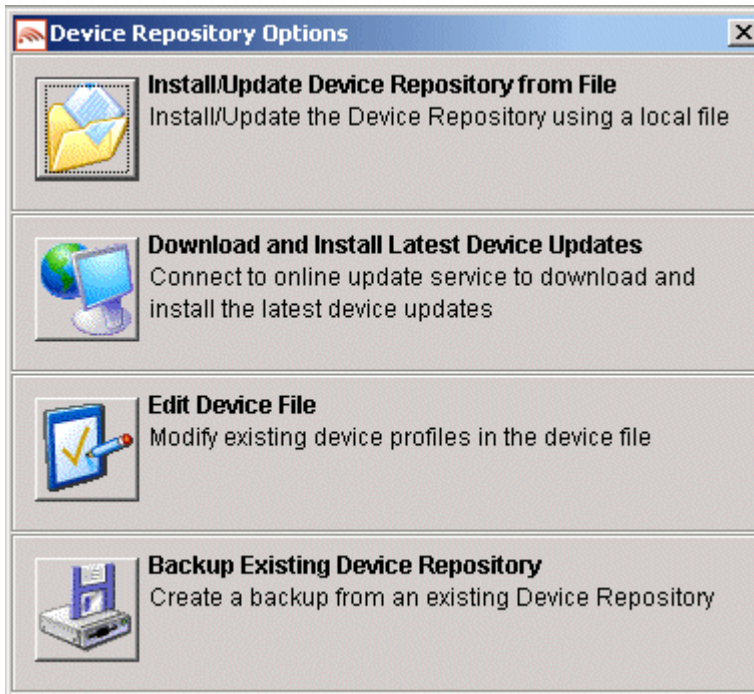 Device Repository Options
Install/Update Device Repository from File
Install/Update the Device Repository using a local file
Download and Install Latest Device Updates
Connect to online update service to download and
install the latest device updates
Edit Device File
Modify existing device profiles in the device file
Backup Existing Device Repository
Create a backup from an existing Device Repository